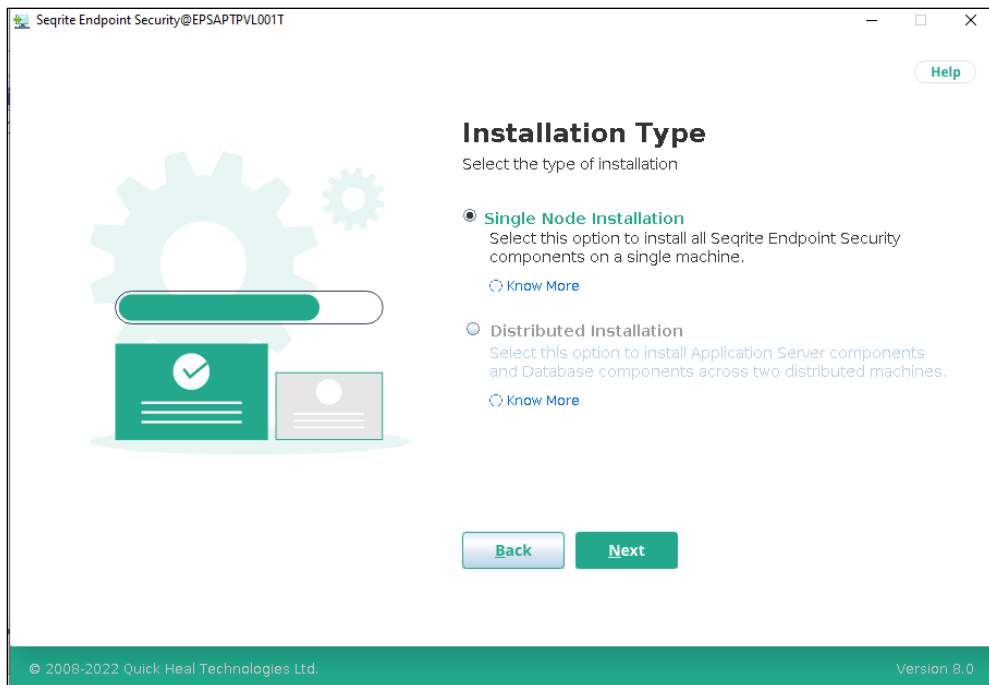 Seqrite Endpoint Security@EPSAPTPVL001T
Help
Installation Type
Select the type of installation
Single Node Installation
Select this option to install all Seqrite Endpoint Security
components on a single machine.
Know More
Distributed Installation
Select this option to install Application Server components
and Database components across two distributed machines.
Know More
Back
Next
© 2008-2022 Quick Heal Technologies Ltd.
Version 8.0